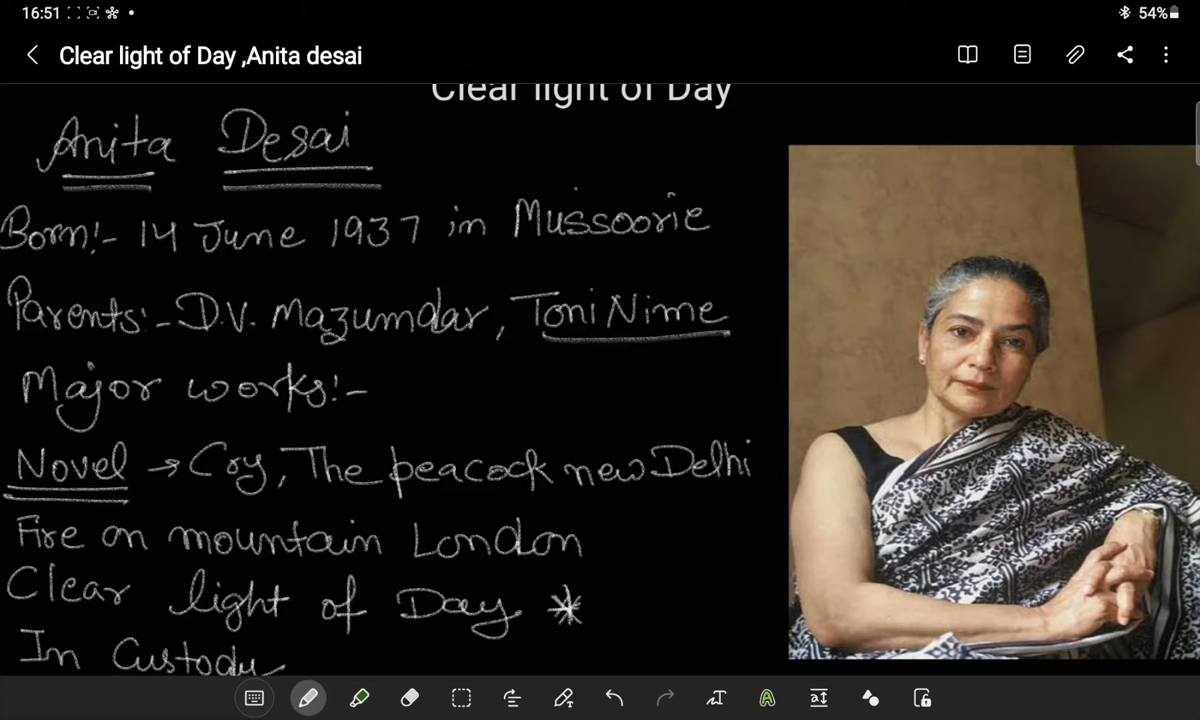 16:51
54%
Clear light of Day ,Anita desai
Clear light of Day
Anita Desai
Born:- 14 June 1937 in Mussoorie
Parents:- D.V. Mazumdar, Toni Nime
Major works:-
Novel → Cry, The peacock new Delhi
Fire on mountain London
Clear light of Day *
In Custody